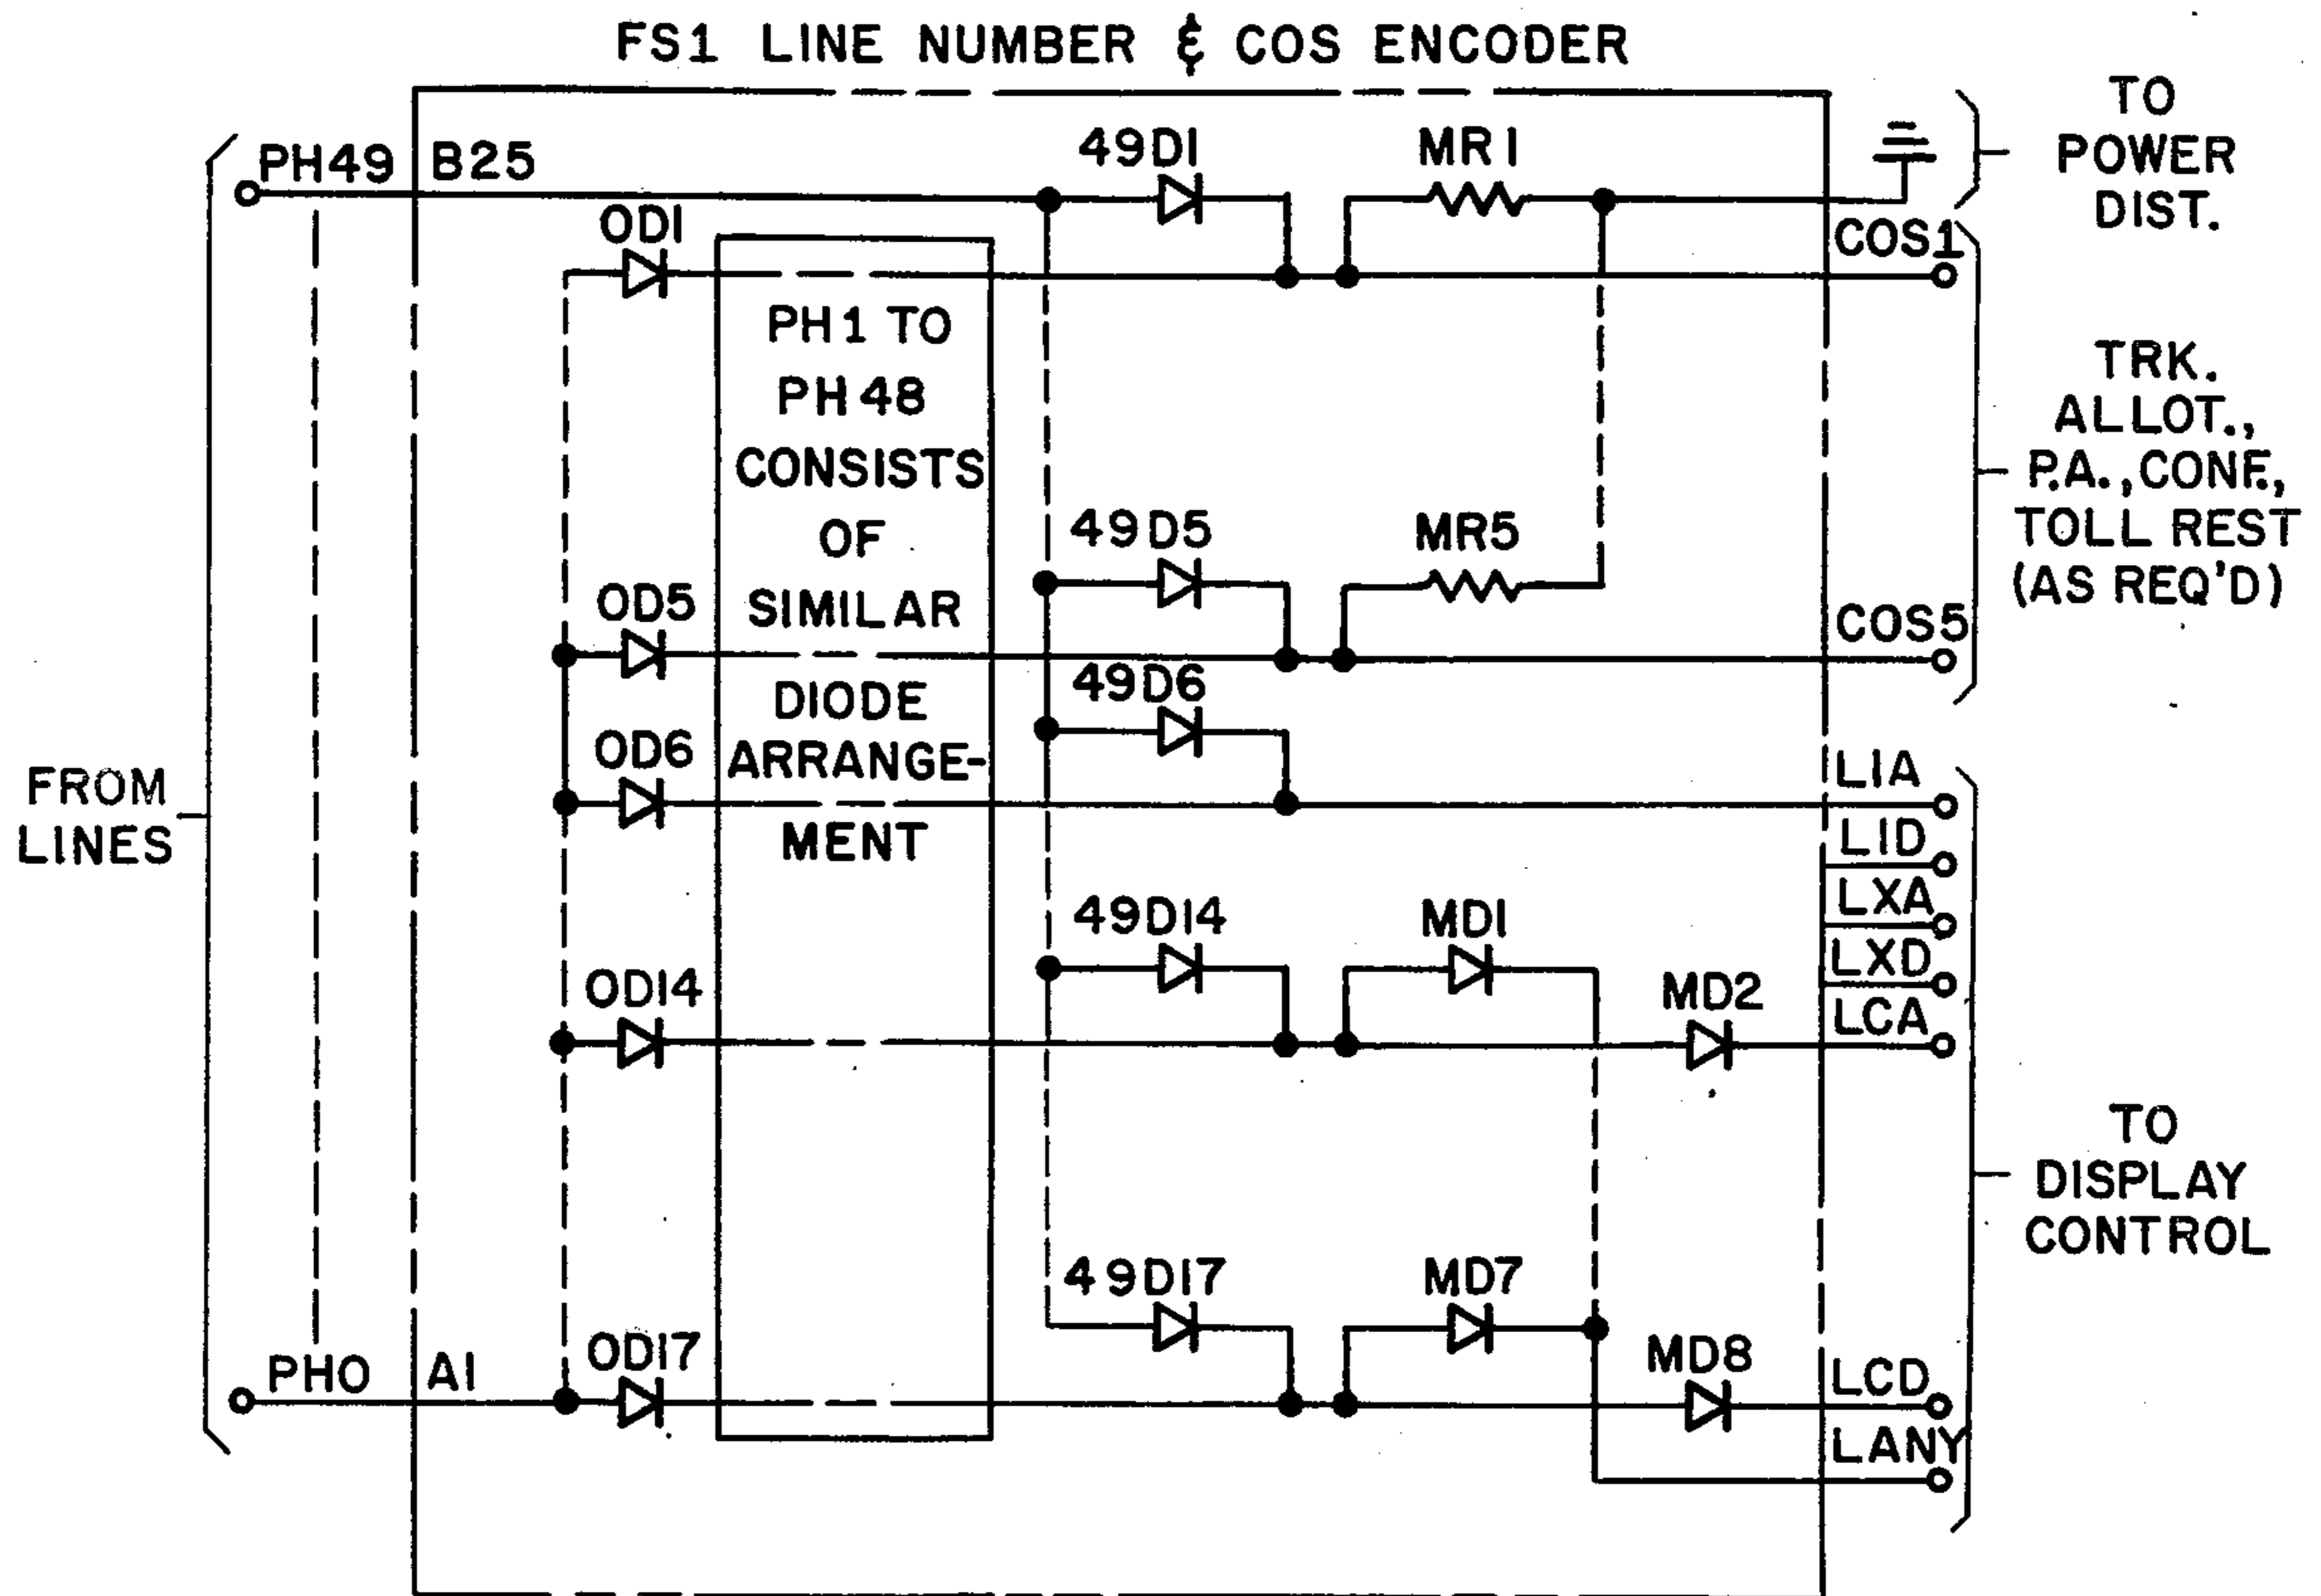 FS1 LINE NUMBER & COS ENCODER
TO
POWER
DIST.
PH49
B25
49D1
MR1
OD1
COS1
PH1 TO
PH48
CONSISTS
OF
SIMILAR
DIODE
ARRANGE-
MENT
TRK.
ALLOT.,
P.A., CONF.,
TOLL REST
(AS REQ'D)
49D5
MR5
OD5
COS5
49D6
OD6
LIA
LID
LXA
LXD
LCA
FROM
LINES
49D14
MD1
OD14
MD2
TO
DISPLAY
CONTROL
49D17
MD7
PHO
A1
OD17
MD8
LCD
LANY